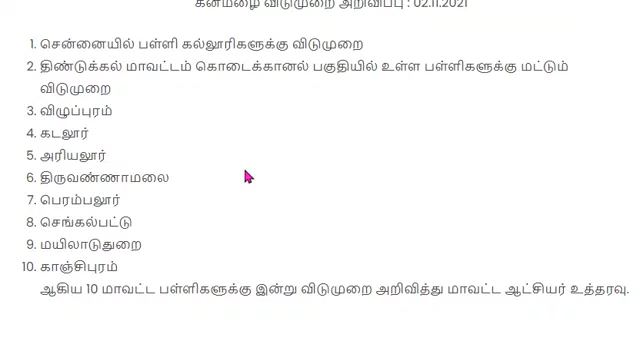 கனமழை விடுமுறை அறிவிப்பு : 02.11.2021
1. சென்னையில் பள்ளி கல்லூரிகளுக்கு விடுமுறை
2. திண்டுக்கல் மாவட்டம் கொடைக்கானல் பகுதியில் உள்ள பள்ளிகளுக்கு மட்டும்
விடுமுறை
3. விழுப்புரம்
4. கடலூர்
5. அரியலூர்
6. திருவண்ணாமலை
7. பெரம்பலூர்
8. செங்கல்பட்டு
9. மயிலாடுதுறை
10. காஞ்சிபுரம்
ஆகிய 10 மாவட்ட பள்ளிகளுக்கு இன்று விடுமுறை அறிவித்து மாவட்ட ஆட்சியர் உத்தரவு.